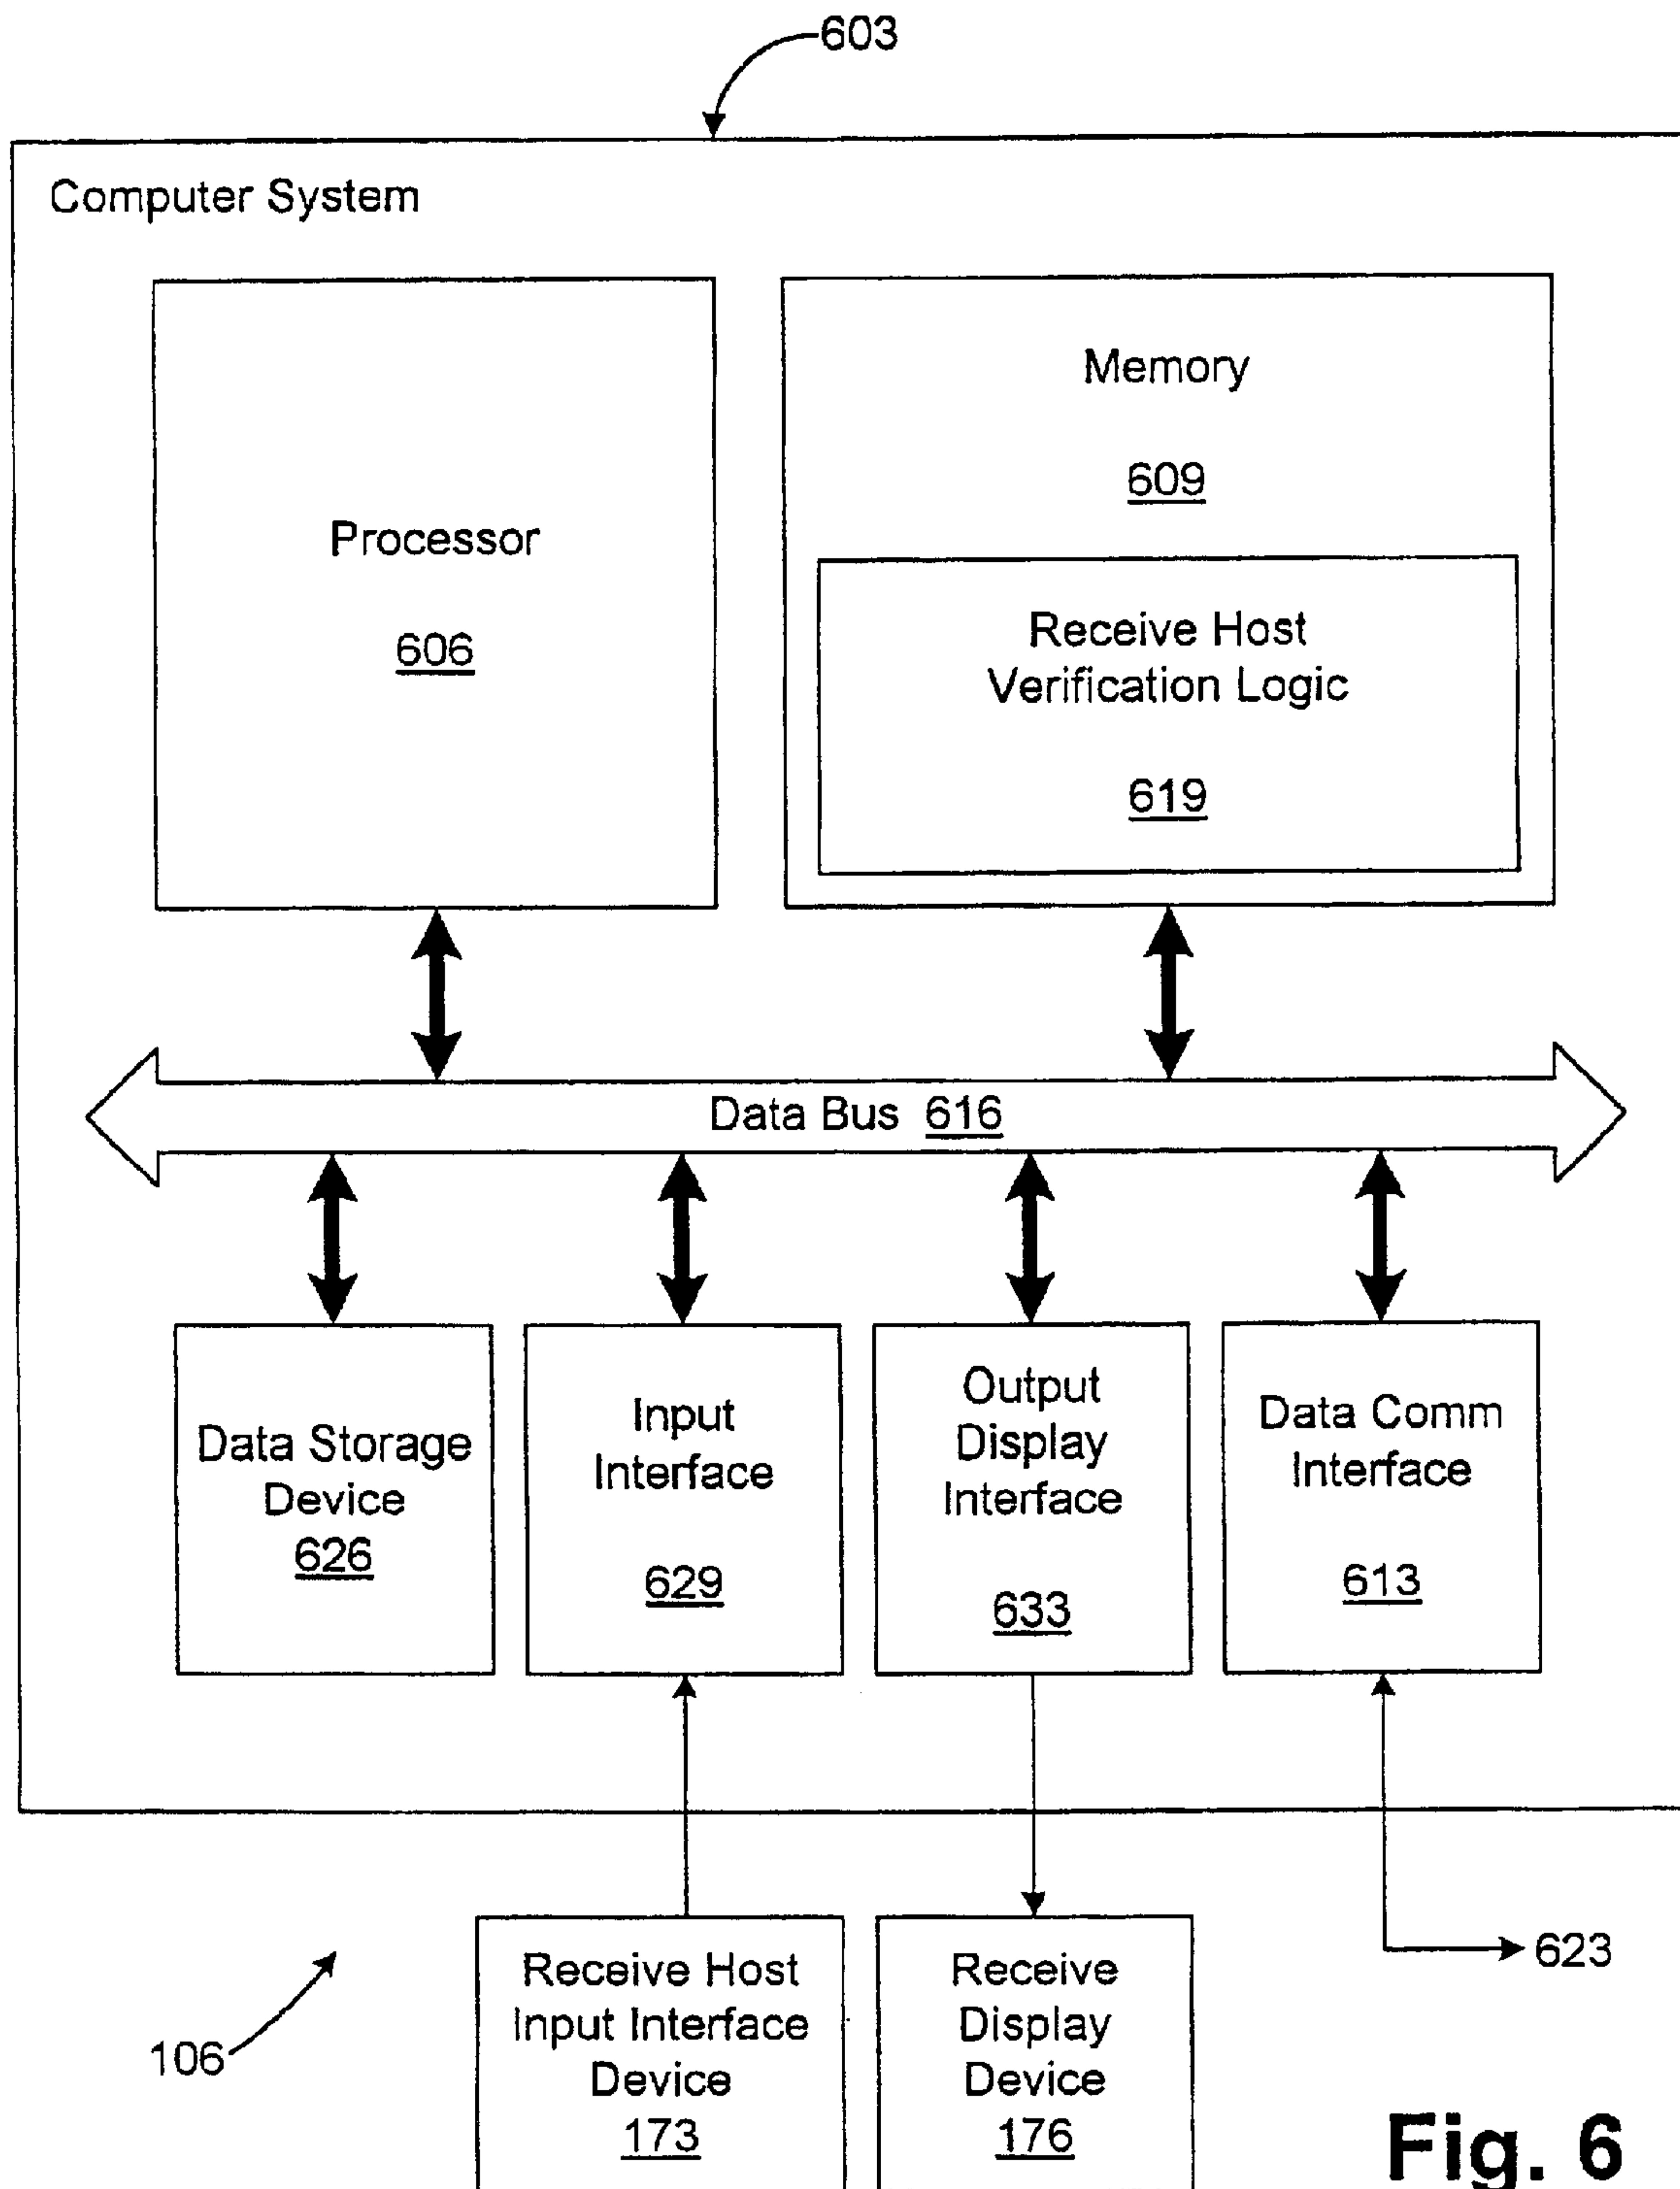 603
Computer System
Processor
606
Memory
609
Receive Host
Verification Logic
619
Data Bus 616
Data Storage
Device
626
Input
Interface
629
Output
Display
Interface
633
Data Comm
Interface
613
623
106
Receive Host
Input Interface
Device
173
Receive
Display
Device
176
Fig. 6